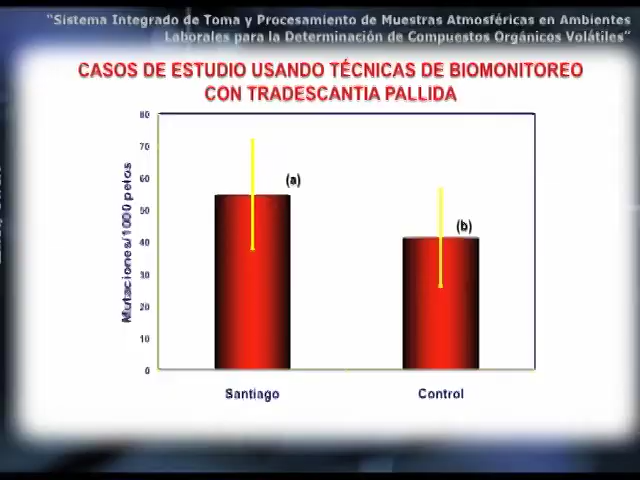 “Sistema Integrado de Toma y Procesamiento de Muestras Atmosféricas en Ambientes
Laborales para la Determinación de Compuestos Orgánicos Volátiles”
CASOS DE ESTUDIO USANDO TÉCNICAS DE BIOMONITOREO
CON TRADESCANTIA PALLIDA
80
70
60
50
40
30
20
10
0
Mutaciones/1000 pelos
(a)
(b)
Santiago
Control